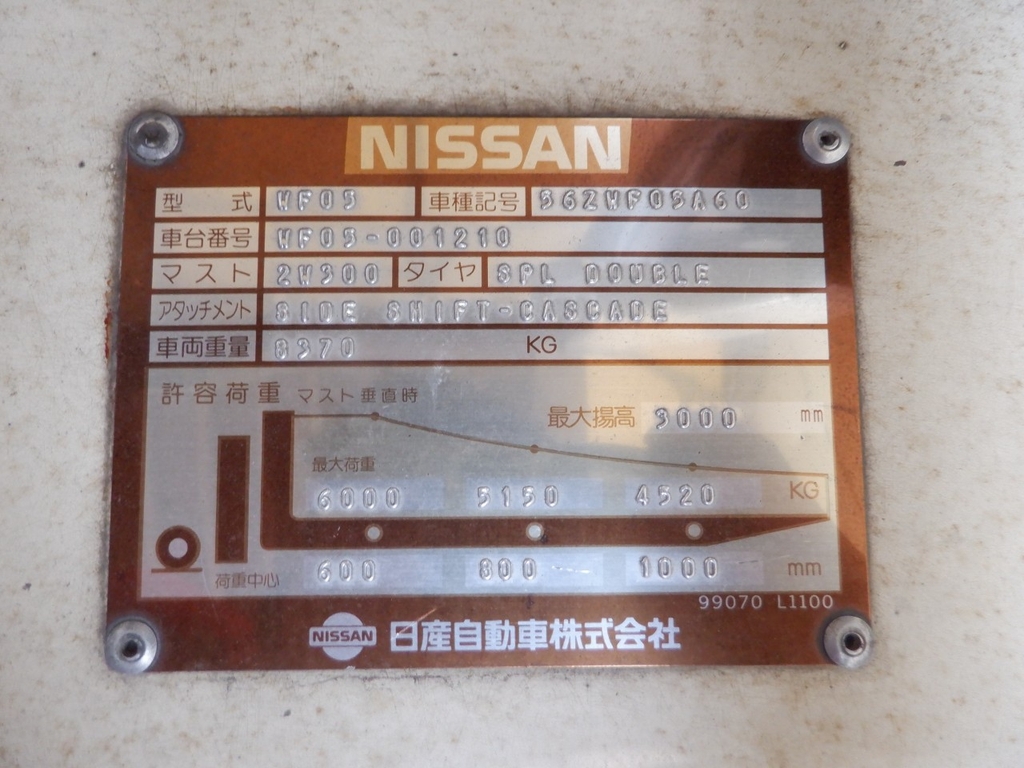 NISSAN
型式 WF05 車種記号 S62WF05A60
車台番号 WF05-001210
マスト 2W300 タイヤ SPL DOUBLE
アタッチメント SIDE SHIFT-CASCADE
車両重量 8370 KG
許容荷重 マスト垂直時
最大揚高 3000 mm
最大荷重
6000 5150 4520 KG
荷重中心 600 800 1000 mm
99070 L1100
NISSAN 日産自動車株式会社